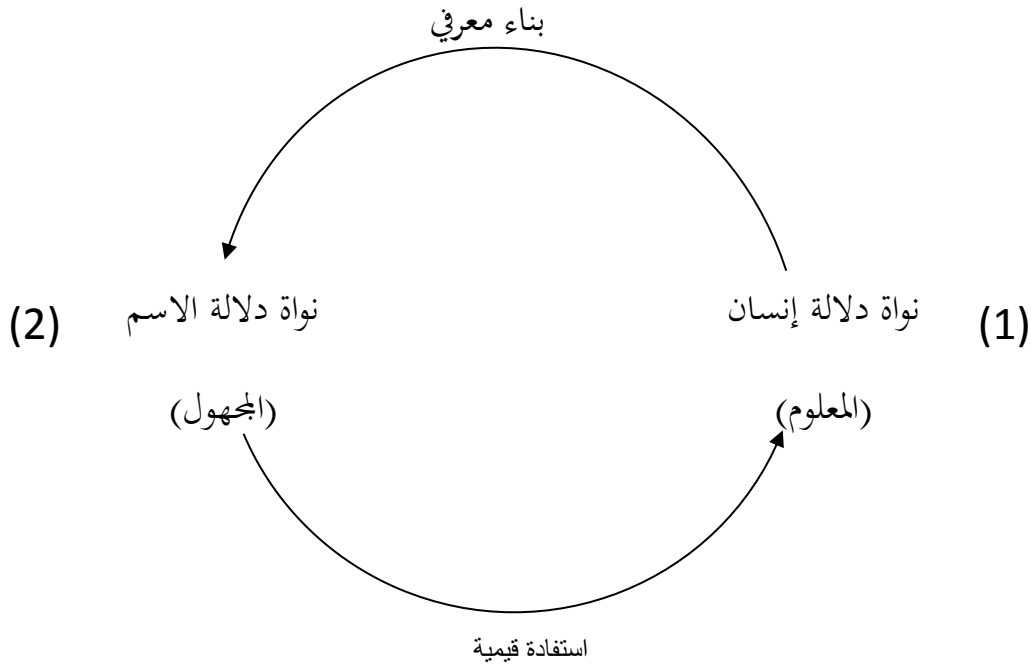 بناء معرفي
(1) نواة دلالة إنسان
(المعلوم)
(2) نواة دلالة الاسم
(المجهول)
استفادة قيمية